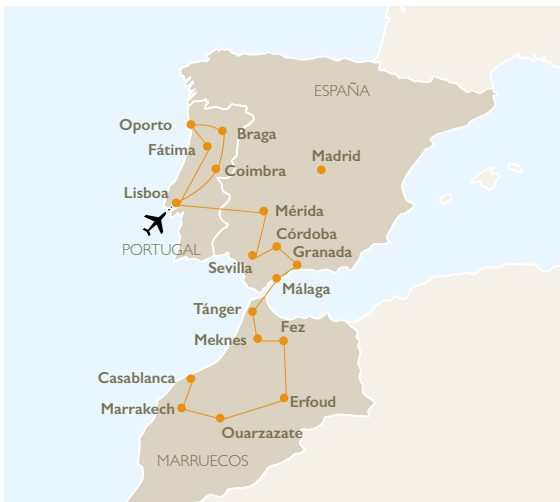 ESPAÑA
Oporto
Braga
Fátima
Madrid
Coimbra
Lisboa
Mérida
Córdoba
PORTUGAL
Granada
Sevilla
Málaga
Tánger
Fez
Meknes
Casablanca
Erfoud
Marrakech
Ouarzazate
MARRUECOS